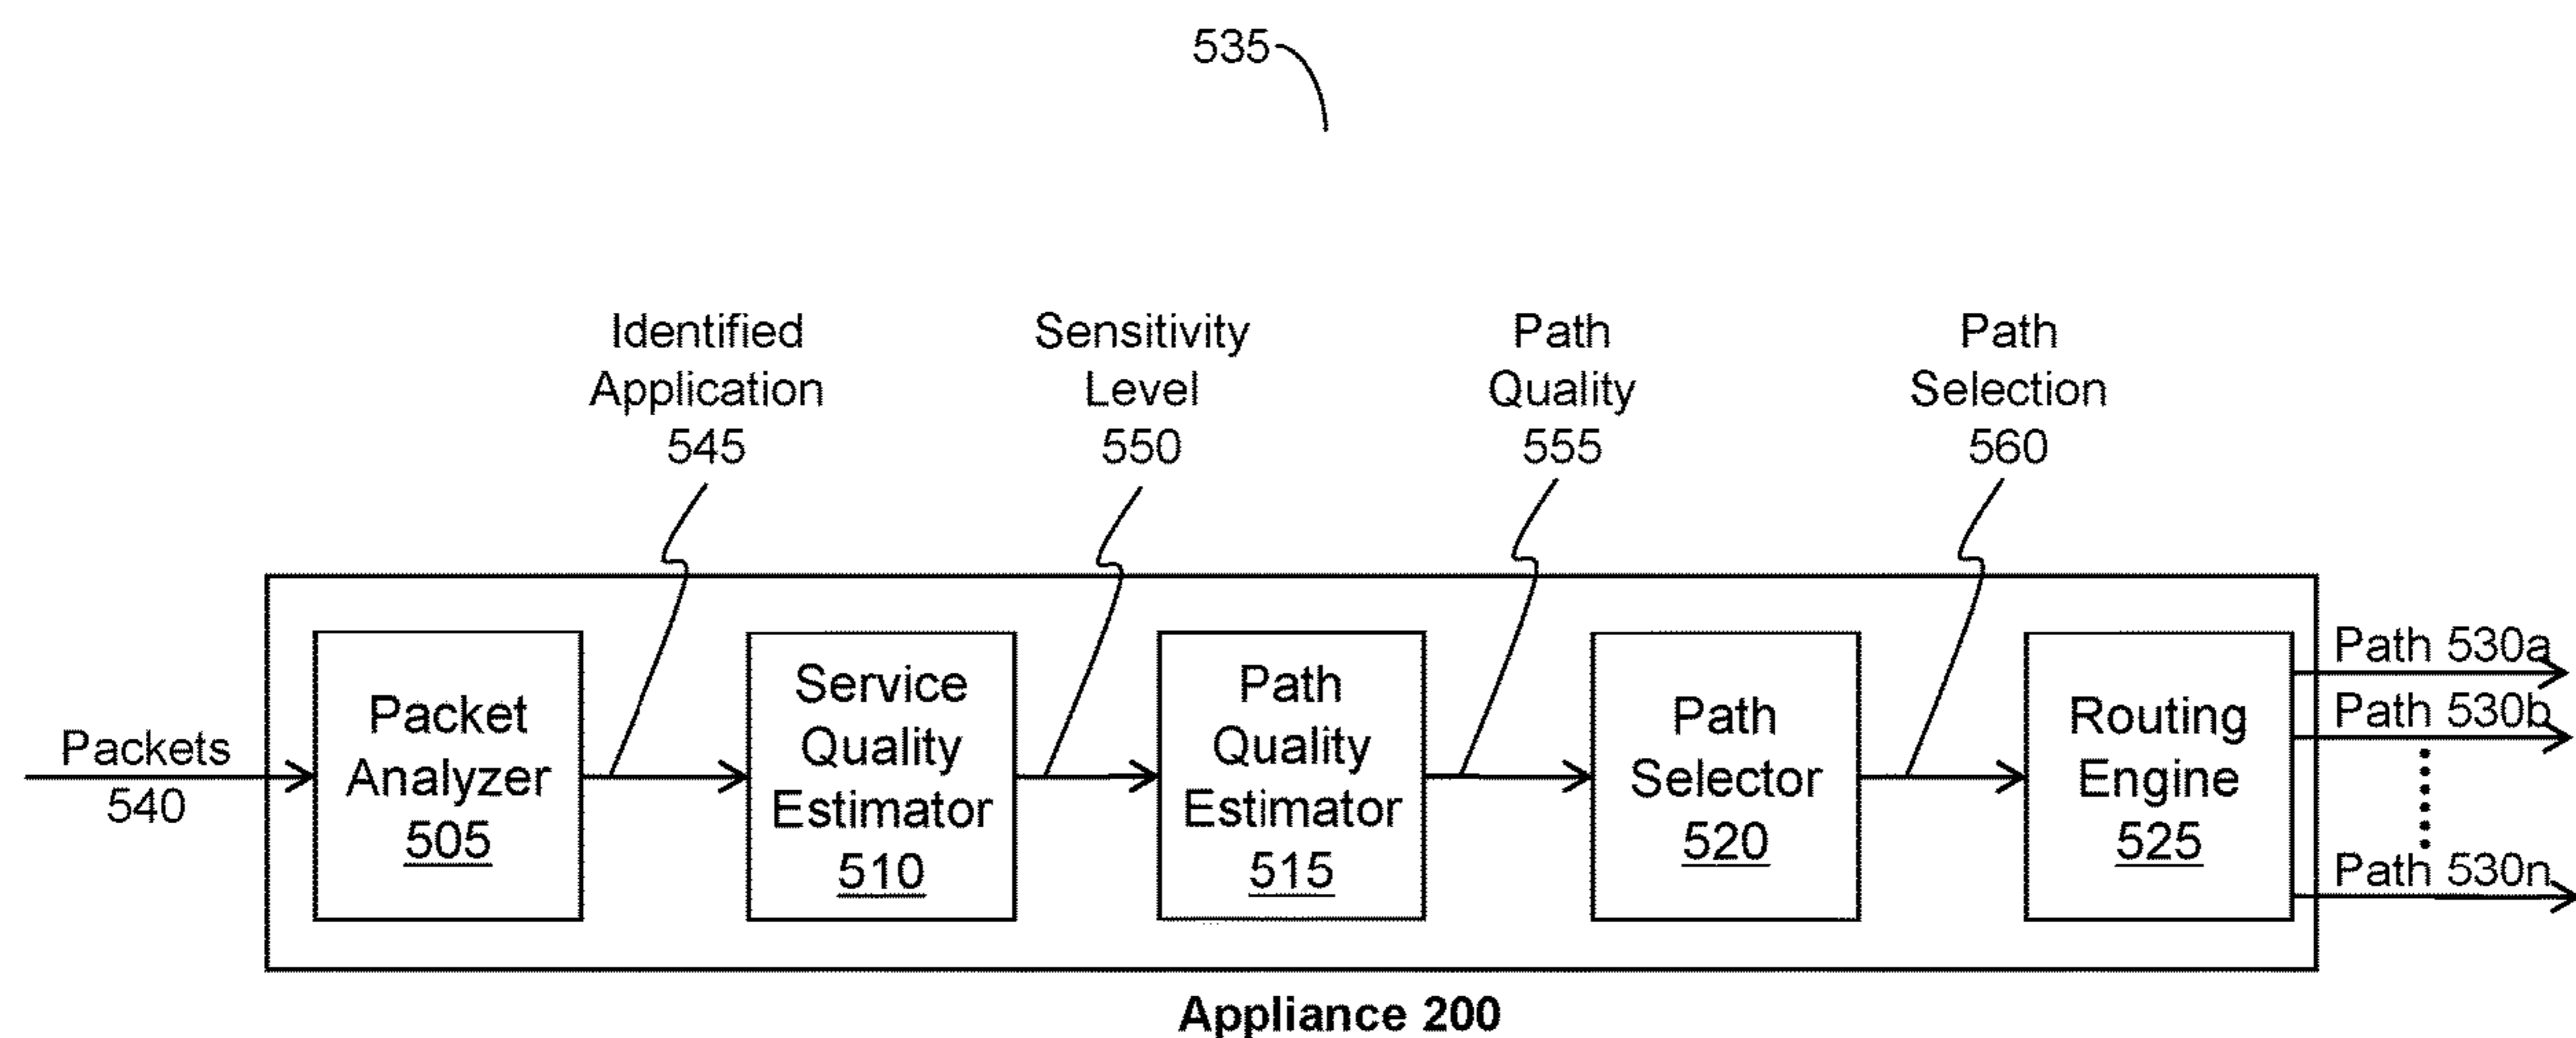 535
Identified
Application
545
Sensitivity
Level
550
Path
Quality
555
Path
Selection
560
Packets
540
Packet
Analyzer
505
Service
Quality
Estimator
510
Path
Quality
Estimator
515
Path
Selector
520
Routing
Engine
525
Path 530a
Path 530b
Path 530n
Appliance 200